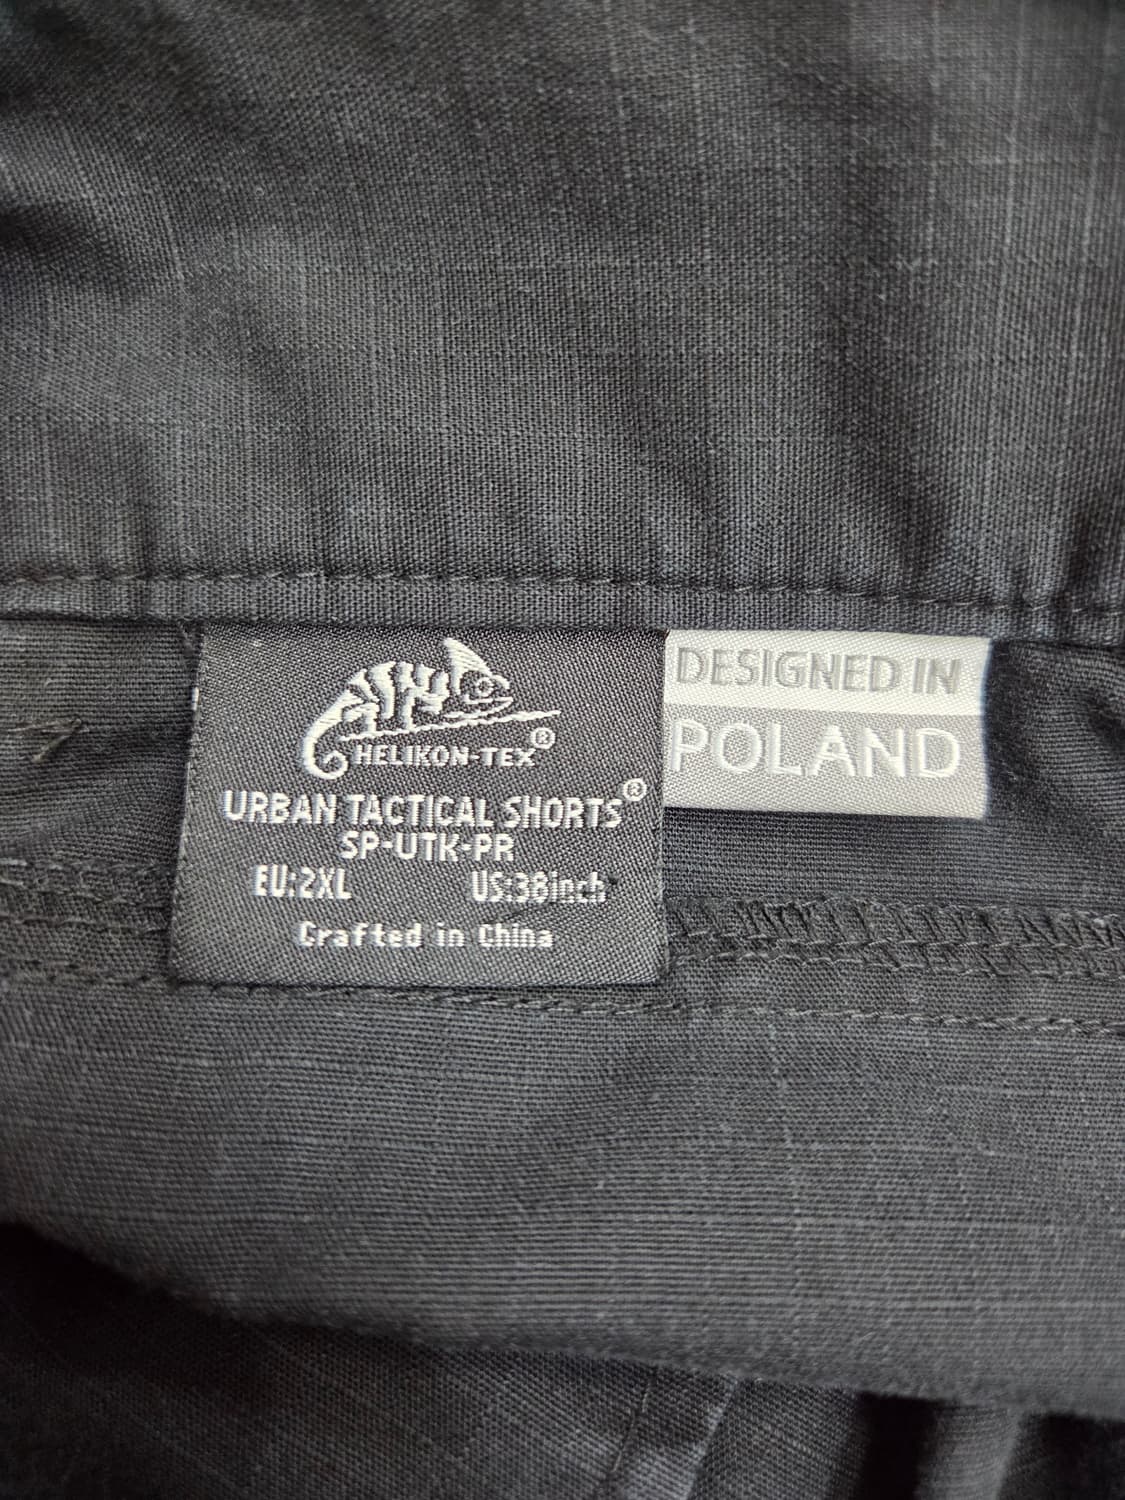 HELIKON-TEX®
URBAN TACTICAL SHORTS®
SP-UTK-PR
EU:2XL US:38inch
Crafted in China
DESIGNED IN
POLAND